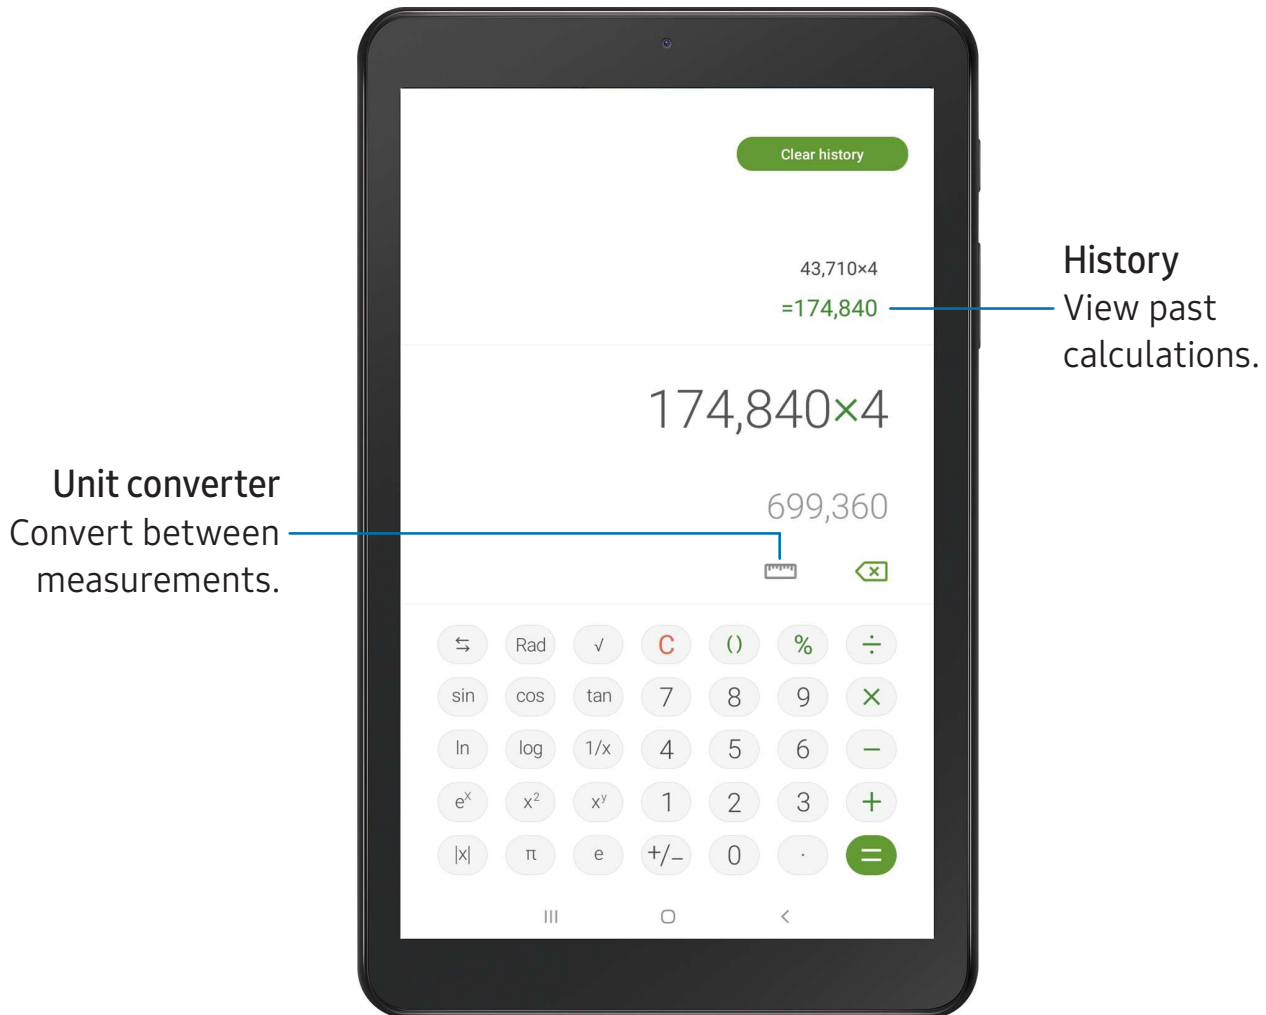 Clear history
43,710×4
=174,840
History
View past
calculations.
174,840×4
Unit converter
Convert between
measurements.
699,360
⇆ Rad √ C () % ÷
sin cos tan 7 8 9 ×
ln log 1/x 4 5 6 −
eˣ x² xʸ 1 2 3 +
|x| π e +/− 0 . =